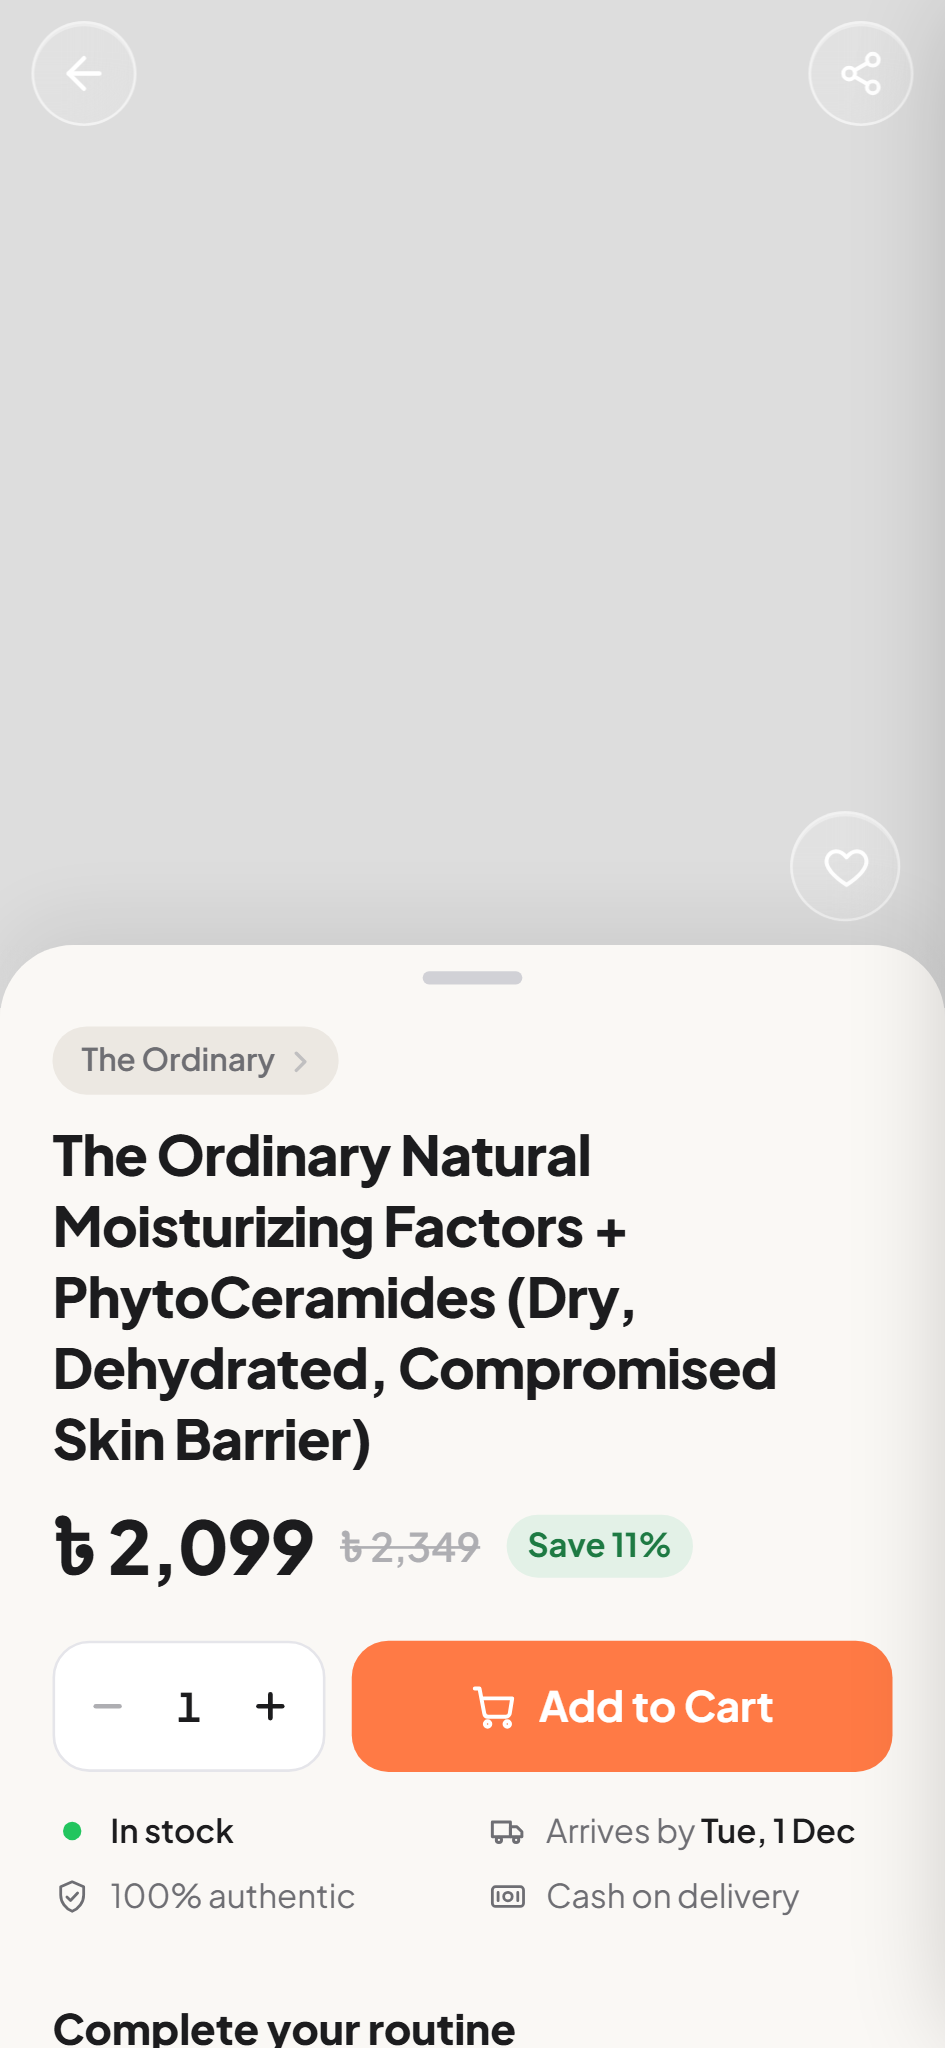 The Ordinary
The Ordinary Natural
Moisturizing Factors +
PhytoCeramides (Dry,
Dehydrated, Compromised
Skin Barrier)
৳ 2,099 ৳ 2,349 Save 11%
1 Add to Cart
In stock Arrives by Tue, 1 Dec
100% authentic Cash on delivery
Complete your routine